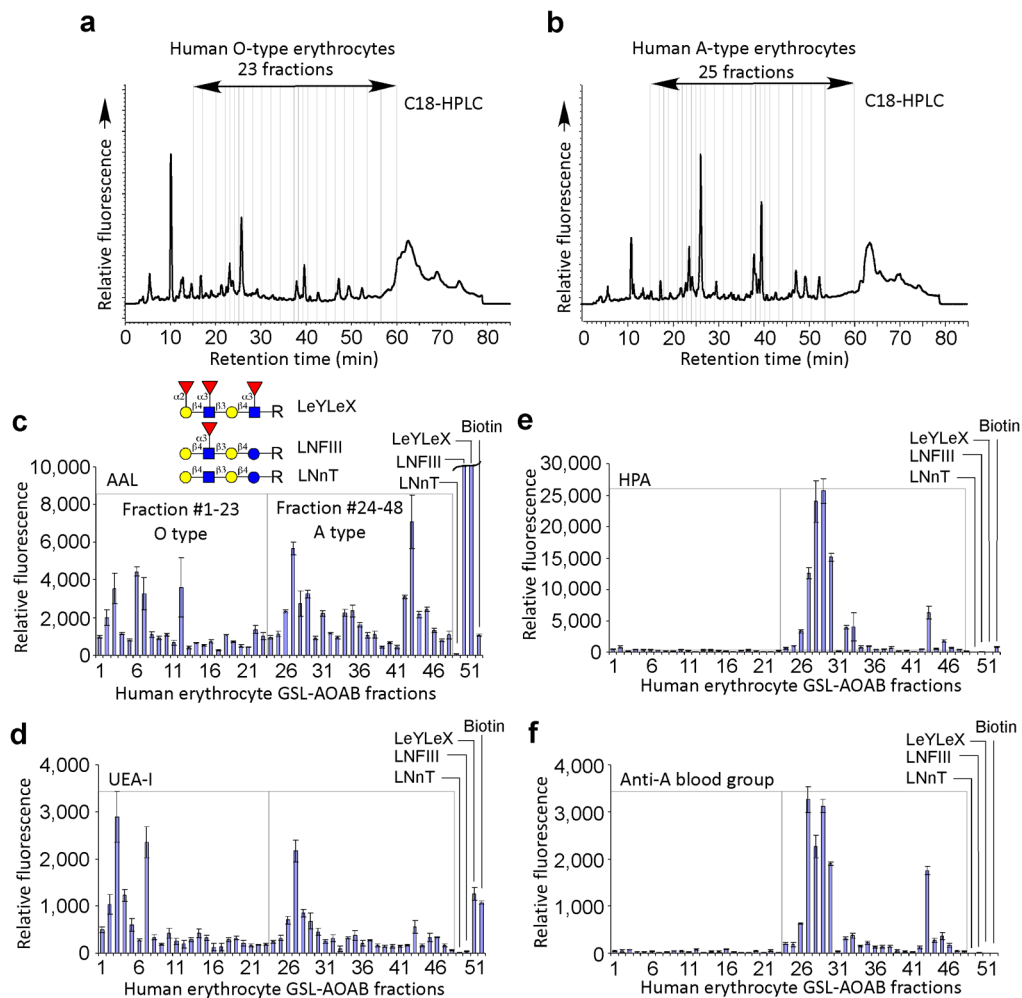 a
Human O-type erythrocytes
23 fractions
C18-HPLC
Relative fluorescence
0 10 20 30 40 50 60 70 80
Retention time (min)
b
Human A-type erythrocytes
25 fractions
C18-HPLC
Relative fluorescence
0 10 20 30 40 50 60 70 80
Retention time (min)
α2 α3 α3
β4 β3 β4 R LeYLeX
α3
β4 β3 β4 R LNFIII
β4 β3 β4 R LNnT
c
AAL
Fraction #1-23
O type
Fraction #24-48
A type
Biotin
LeYLeX
LNFIII
LNnT
Relative fluorescence
10,000
8,000
6,000
4,000
2,000
0
1 6 11 16 21 26 31 36 41 46 51
Human erythrocyte GSL-AOAB fractions
e
HPA
Biotin
LeYLeX
LNFIII
LNnT
Relative fluorescence
30,000
25,000
20,000
15,000
10,000
5,000
0
1 6 11 16 21 26 31 36 41 46 51
Human erythrocyte GSL-AOAB fractions
d
UEA-I
Biotin
LeYLeX
LNFIII
LNnT
Relative fluorescence
4,000
3,000
2,000
1,000
0
1 6 11 16 21 26 31 36 41 46 51
Human erythrocyte GSL-AOAB fractions
f
Anti-A blood group
Biotin
LeYLeX
LNFIII
LNnT
Relative fluorescence
4,000
3,000
2,000
1,000
0
1 6 11 16 21 26 31 36 41 46 51
Human erythrocyte GSL-AOAB fractions